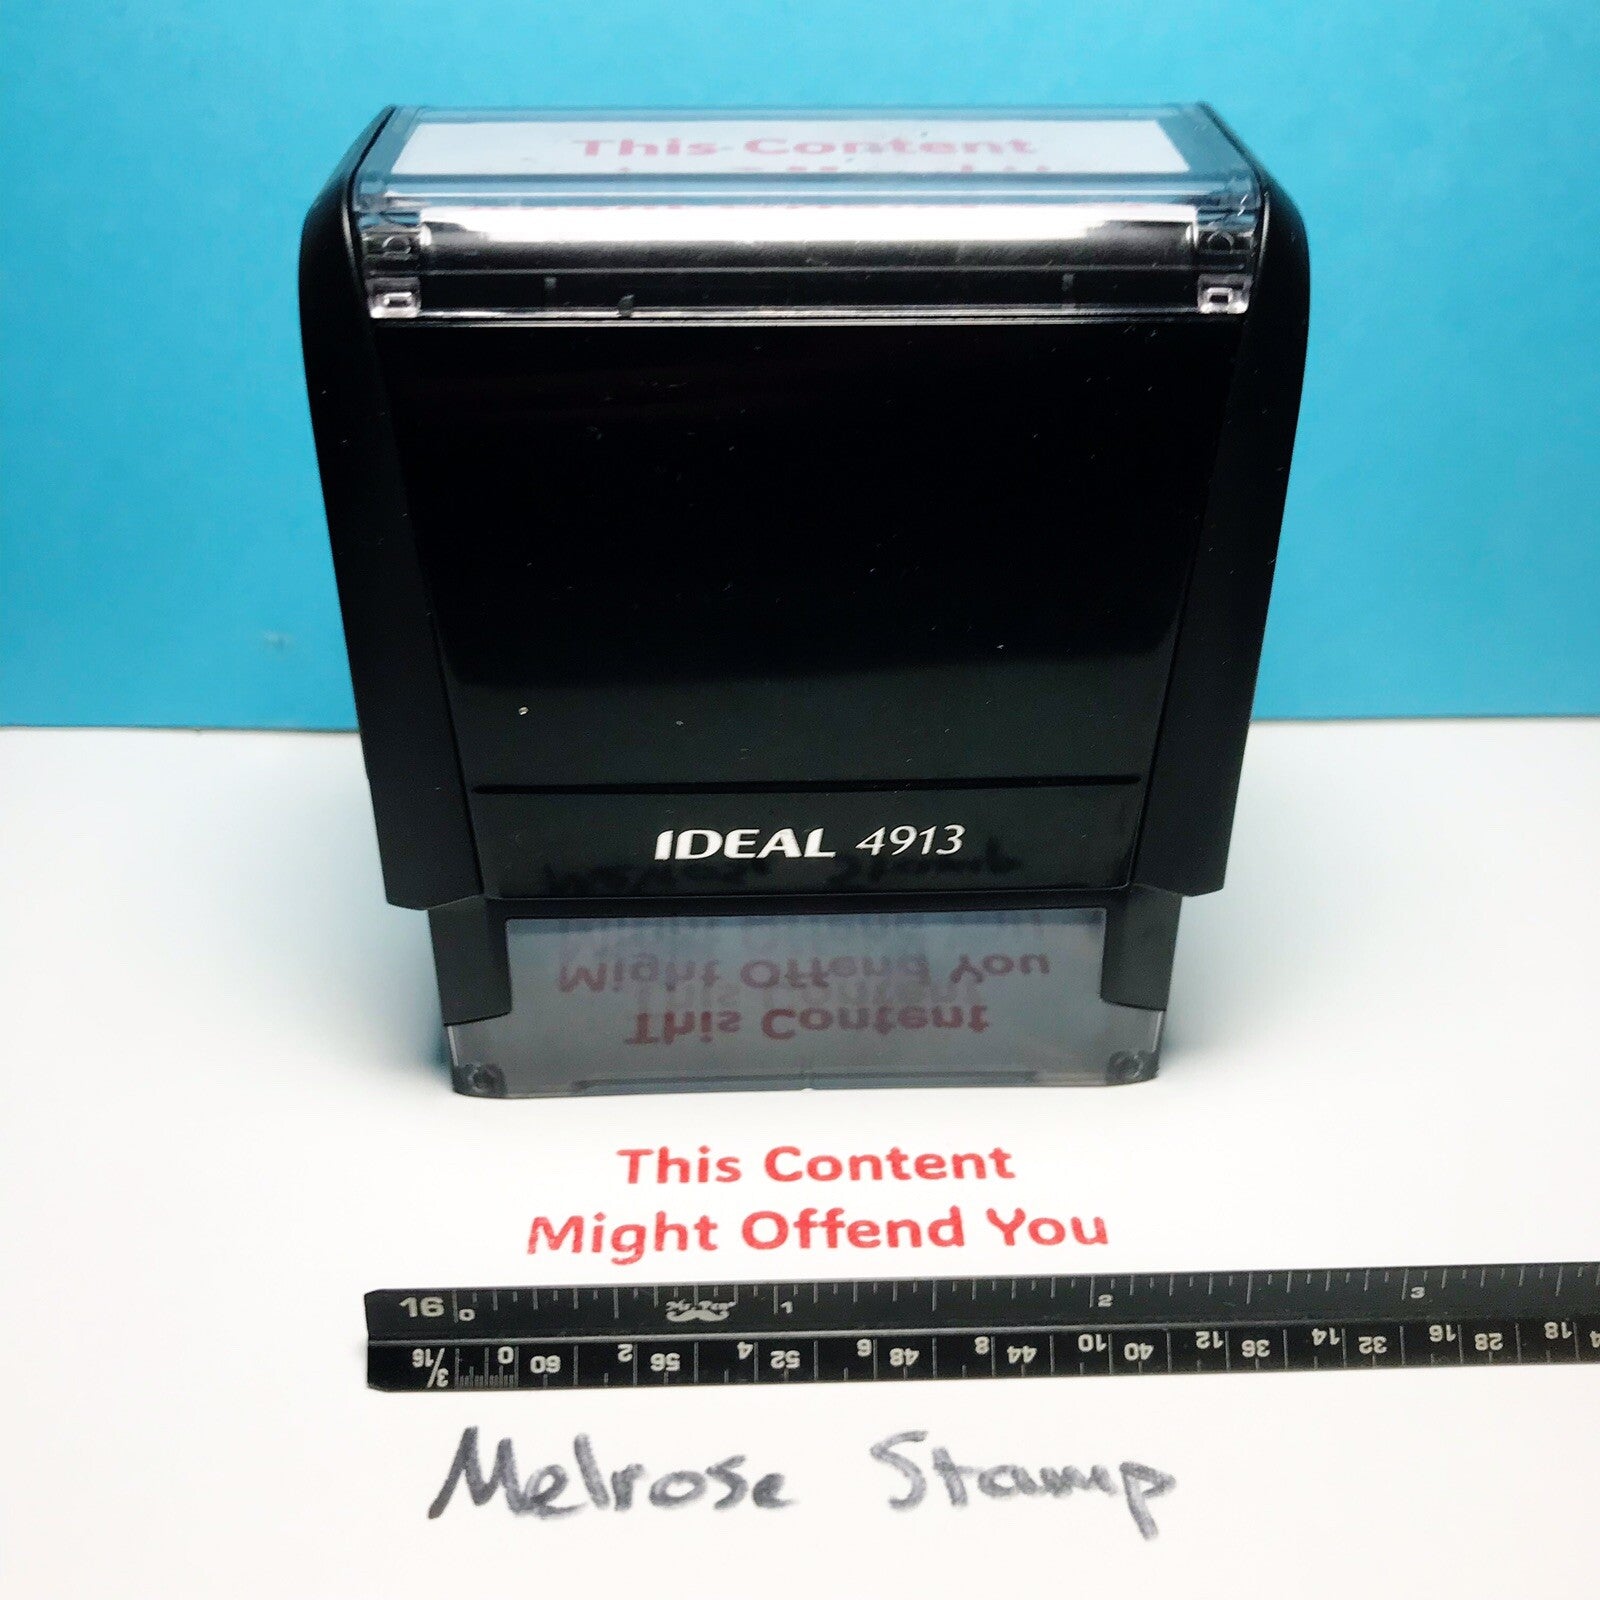 This Content
IDEAL 4913
Might Offend You
This Content
This Content
Might Offend You
16 0 1 2 3
3/16 0 60 2 56 4 52 6 48 8 44 10 40 12 36 14 32 16 28 18
Melrose Stamp